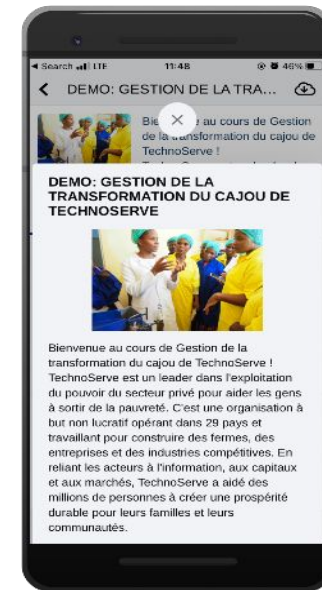 Search LTE 11:48 46%
DEMO: GESTION DE LA TRA...
Bie e au cours de Gestion
de la transformation du cajou de
TechnoServe !
DEMO: GESTION DE LA
TRANSFORMATION DU CAJOU DE
TECHNOSERVE
Bienvenue au cours de Gestion de la
transformation du cajou de TechnoServe !
TechnoServe est un leader dans l'exploitation
du pouvoir du secteur privé pour aider les gens
à sortir de la pauvreté. C'est une organisation à
but non lucratif opérant dans 29 pays et
travaillant pour construire des fermes, des
entreprises et des industries compétitives. En
reliant les acteurs à l'information, aux capitaux
et aux marchés, TechnoServe a aidé des
millions de personnes à créer une prospérité
durable pour leurs familles et leurs
communautés.